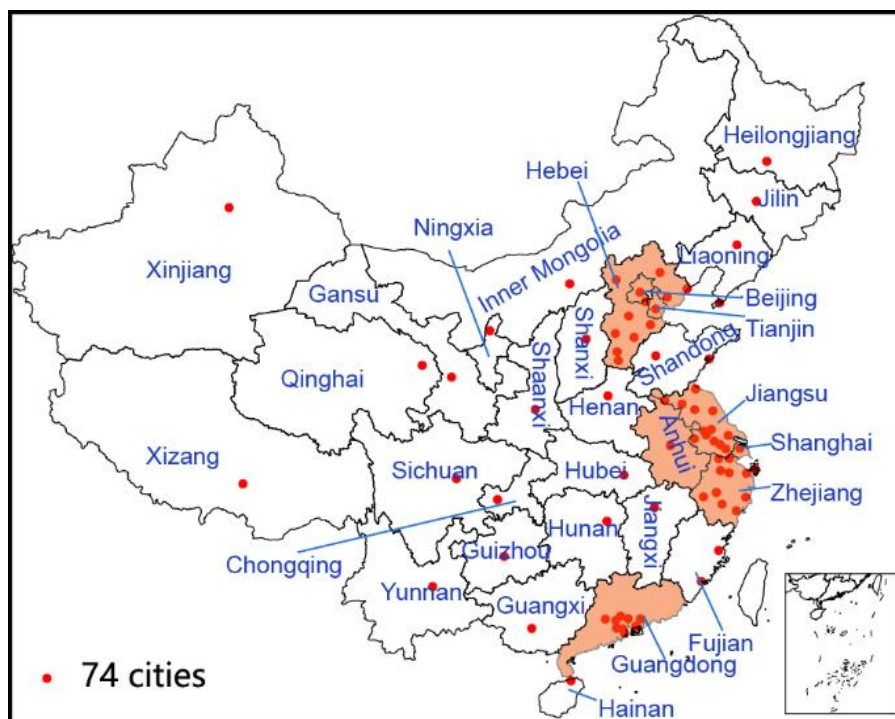 Heilongjiang
Hebei
Jilin
Ningxia
Inner Mongolia
Liaoning
Xinjiang
Gansu
Beijing
Tianjin
Shanxi
Shandong
Shaanxi
Qinghai
Henan
Jiangsu
Anhui
Shanghai
Xizang
Sichuan
Hubei
Zhejiang
Jiangxi
Hunan
Chongqing
Guizhou
Yunnan
Guangxi
Fujian
Guangdong
74 cities
Hainan